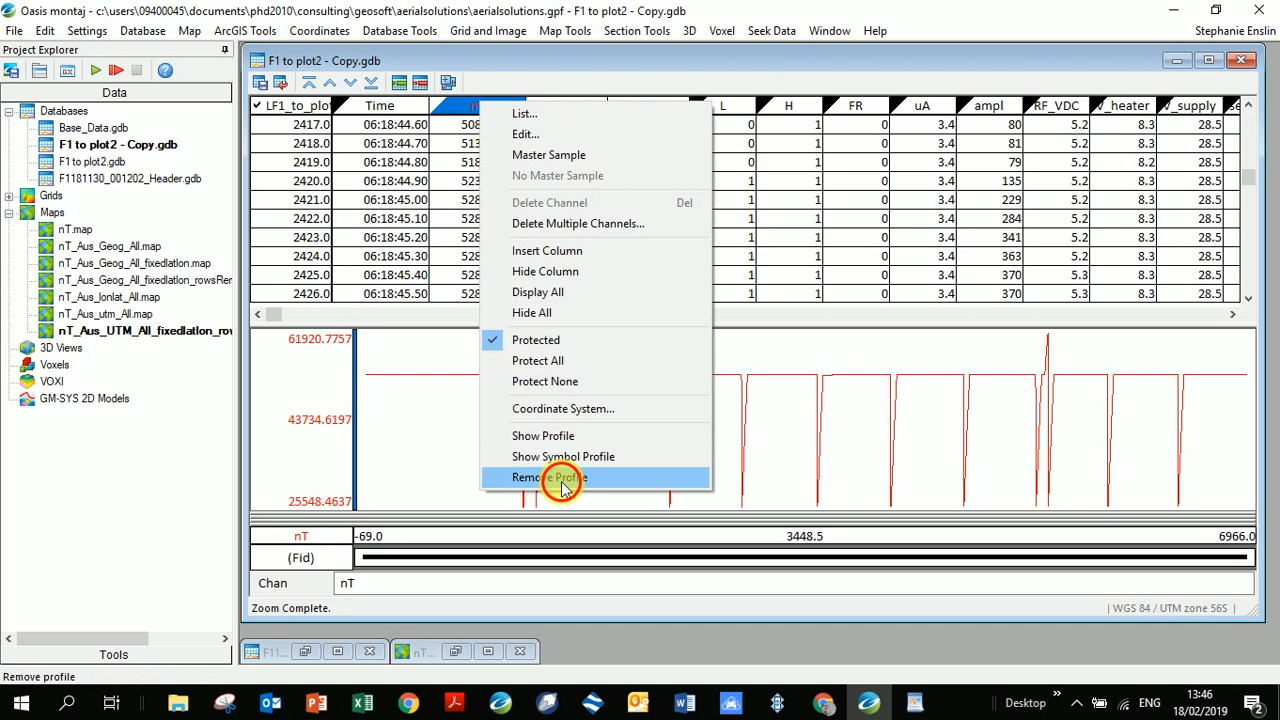 Oasis montaj - c:\users\09400045\documents\phd2010\consulting\geosoft\aerialsolutions\aerialsolutions.gpf - F1 to plot2 - Copy.gdb
File Edit Settings Database Map ArcGIS Tools Coordinates Database Tools Grid and Image Map Tools Section Tools 3D Voxel Seek Data Window Help Stephanie Enslin
Project Explorer
Data
Databases
Base_Data.gdb
F1 to plot2 - Copy.gdb
F1 to plot2.gdb
F1181130_001202_Header.gdb
Grids
Maps
nT.map
nT_Aus_Geog_All.map
nT_Aus_Geog_All_fixedlatlon.map
nT_Aus_Geog_All_fixedlatlon_rowsRen
nT_Aus_lonlat_All.map
nT_Aus_utm_All.map
nT_Aus_UTM_All_fixedlatlon_rov
3D Views
Voxels
VOXI
GM-SYS 2D Models
Tools
F1 to plot2 - Copy.gdb
LF1_to_plot Time L H FR uA ampl RF_VDC V_heater V_supply
2417.0 06:18:44.60 508 0 1 0 3.4 80 5.2 8.3 28.5
2418.0 06:18:44.70 513 0 1 0 3.4 81 5.2 8.3 28.5
2419.0 06:18:44.80 528 0 1 0 3.4 79 5.2 8.2 28.5
2420.0 06:18:44.90 523 1 1 0 3.4 135 5.2 8.3 28.5
2421.0 06:18:45.00 528 1 1 0 3.4 229 5.2 8.3 28.5
2422.0 06:18:45.10 528 1 1 0 3.4 284 5.2 8.3 28.5
2423.0 06:18:45.20 528 1 1 0 3.4 341 5.2 8.3 28.5
2424.0 06:18:45.30 528 1 1 0 3.4 363 5.2 8.3 28.5
2425.0 06:18:45.40 528 1 1 0 3.4 370 5.3 8.3 28.5
2426.0 06:18:45.50 528 1 1 0 3.4 370 5.2 8.3 28.5
List...
Edit...
Master Sample
No Master Sample
Delete Channel Del
Delete Multiple Channels...
Insert Column
Hide Column
Display All
Hide All
Protected
Protect All
Protect None
Coordinate System...
Show Profile
Show Symbol Profile
Remove Profile
61920.7757
43734.6197
25548.4637
nT -69.0 3448.5 6966.0
(Fid)
Chan nT
Zoom Complete. WGS 84 / UTM zone 56S
F11... nT...
Remove profile
Desktop ENG 13:46
18/02/2019 2